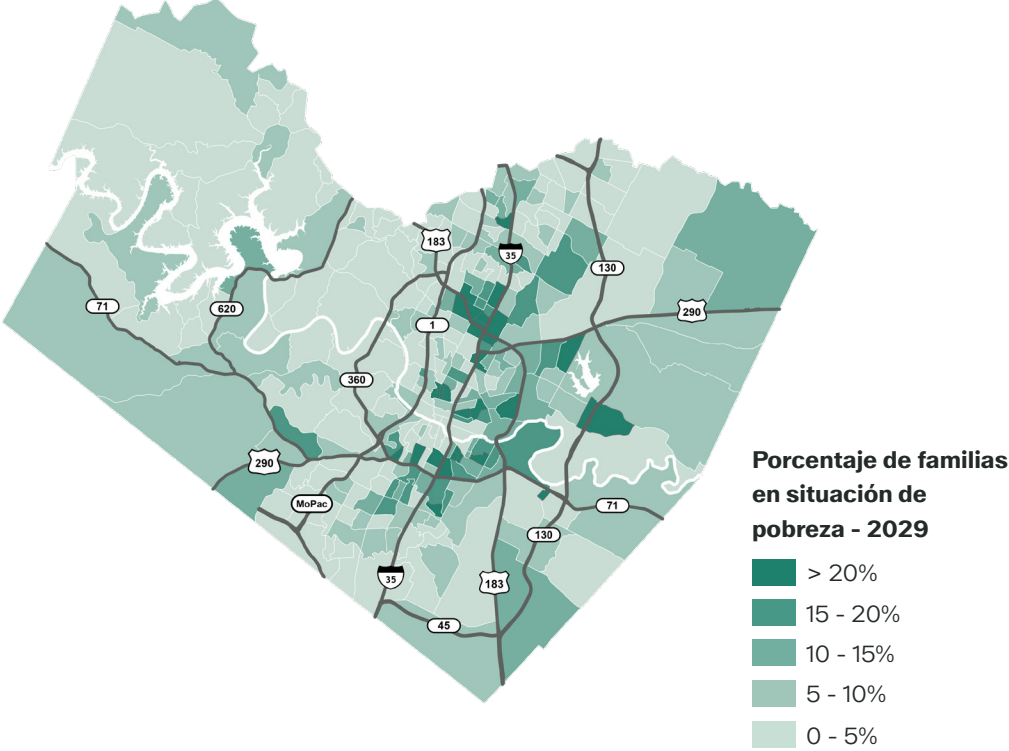 183
35
130
71
620
290
1
360
290
MoPac
71
130
35
183
45
Porcentaje de familias
en situación de
pobreza - 2029
> 20%
15 - 20%
10 - 15%
5 - 10%
0 - 5%